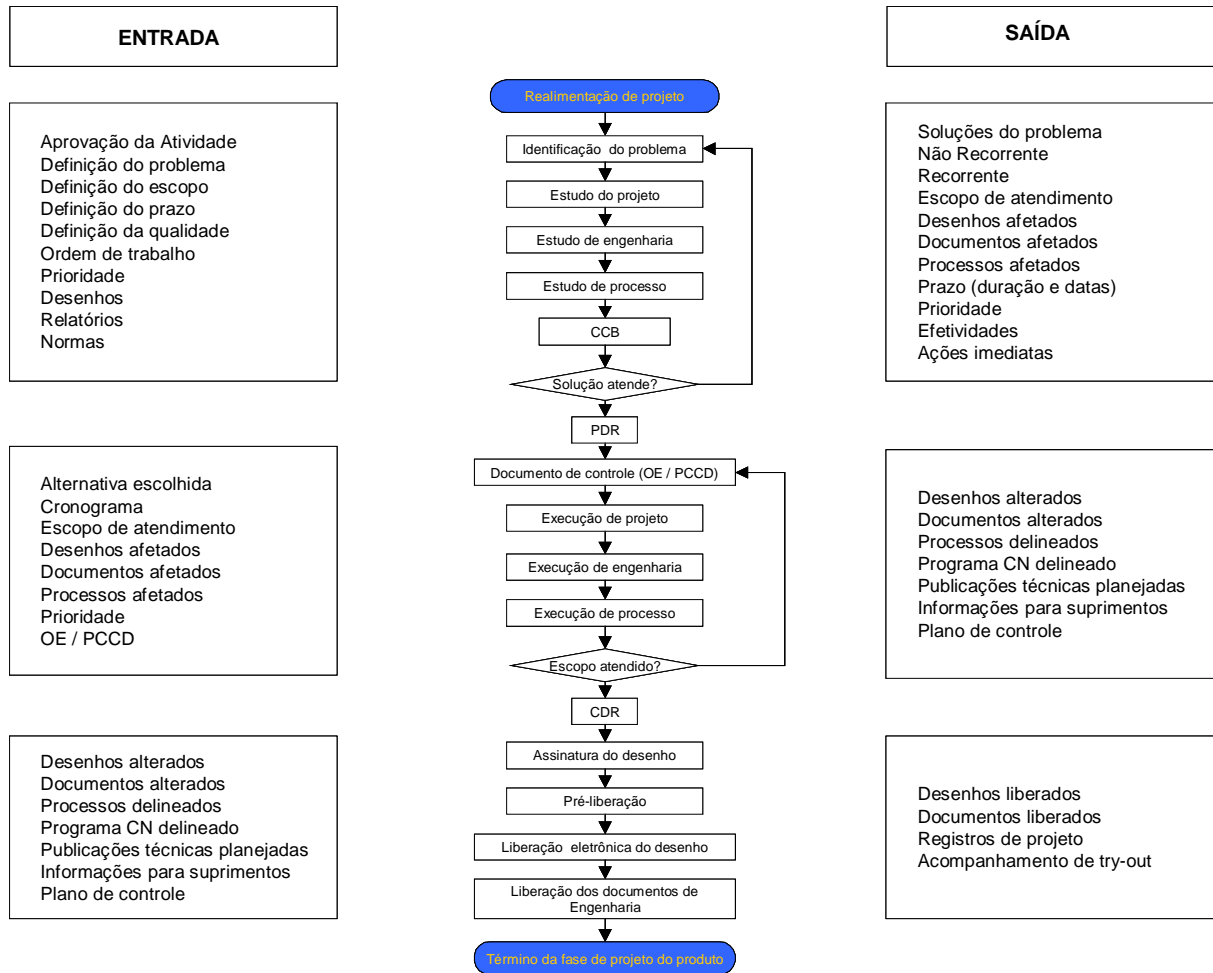 ENTRADA
Aprovação da Atividade
Definição do problema
Definição do escopo
Definição do prazo
Definição da qualidade
Ordem de trabalho
Prioridade
Desenhos
Relatórios
Normas
Alternativa escolhida
Cronograma
Escopo de atendimento
Desenhos afetados
Documentos afetados
Processos afetados
Prioridade
OE / PCCD
Desenhos alterados
Documentos alterados
Processos delineados
Programa CN delineado
Publicações técnicas planejadas
Informações para suprimentos
Plano de controle
Realimentação de projeto
Identificação do problema
Estudo do projeto
Estudo de engenharia
Estudo de processo
CCB
Solução atende?
PDR
Documento de controle (OE / PCCD)
Execução de projeto
Execução de engenharia
Execução de processo
Escopo atendido?
CDR
Assinatura do desenho
Pré-liberação
Liberação eletrônica do desenho
Liberação dos documentos de
Engenharia
Término da fase de projeto do produto
SAÍDA
Soluções do problema
Não Recorrente
Recorrente
Escopo de atendimento
Desenhos afetados
Documentos afetados
Processos afetados
Prazo (duração e datas)
Prioridade
Efetividades
Ações imediatas
Desenhos alterados
Documentos alterados
Processos delineados
Programa CN delineado
Publicações técnicas planejadas
Informações para suprimentos
Plano de controle
Desenhos liberados
Documentos liberados
Registros de projeto
Acompanhamento de try-out